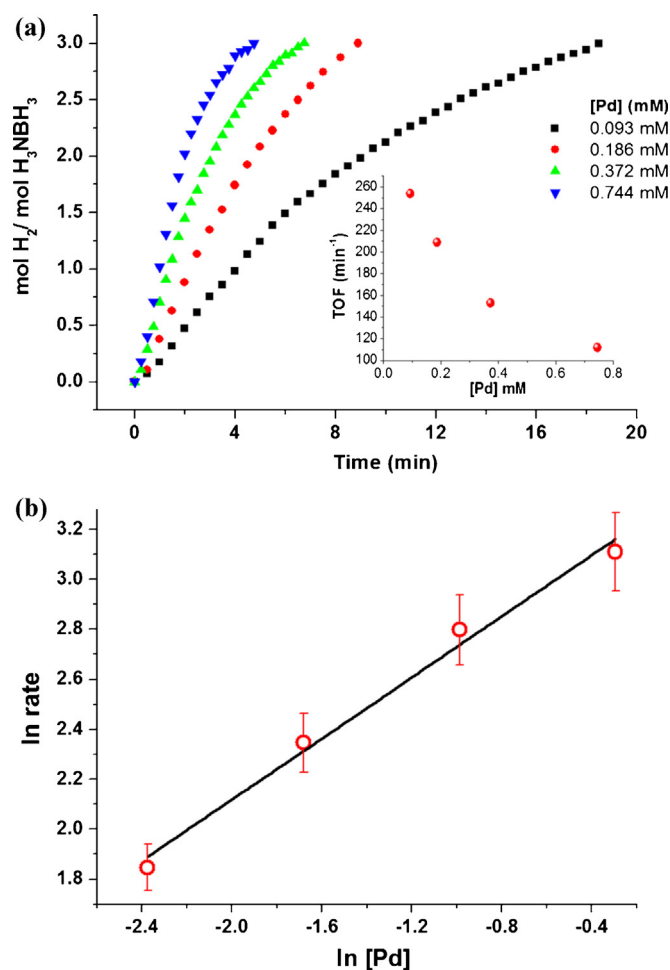 (a)
mol H2/ mol H3NBH3
3.0
2.5
2.0
1.5
1.0
0.5
0.0
0 4 8 12 16 20
Time (min)
[Pd] (mM)
0.093 mM
0.186 mM
0.372 mM
0.744 mM
TOF (min-1)
260
240
220
200
180
160
140
120
100
0.0 0.2 0.4 0.6 0.8
[Pd] mM
(b)
ln rate
3.2
3.0
2.8
2.6
2.4
2.2
2.0
1.8
-2.4 -2.0 -1.6 -1.2 -0.8 -0.4
ln [Pd]